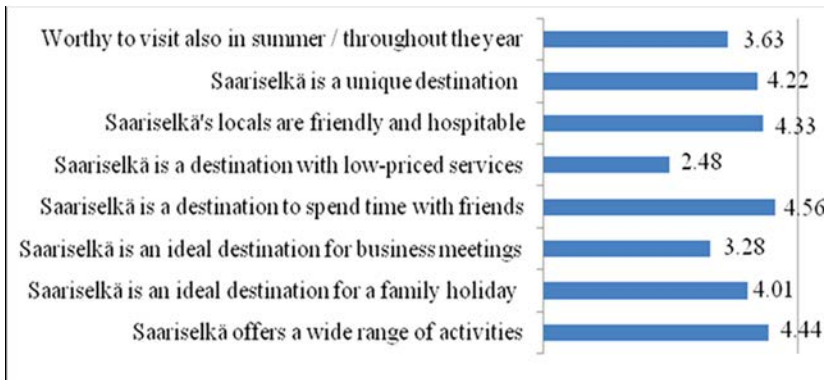 Worthy to visit also in summer / throughout the year 3.63
Saariselkä is a unique destination 4.22
Saariselkä's locals are friendly and hospitable 4.33
Saariselkä is a destination with low-priced services 2.48
Saariselkä is a destination to spend time with friends 4.56
Saariselkä is an ideal destination for business meetings 3.28
Saariselkä is an ideal destination for a family holiday 4.01
Saariselkä offers a wide range of activities 4.44